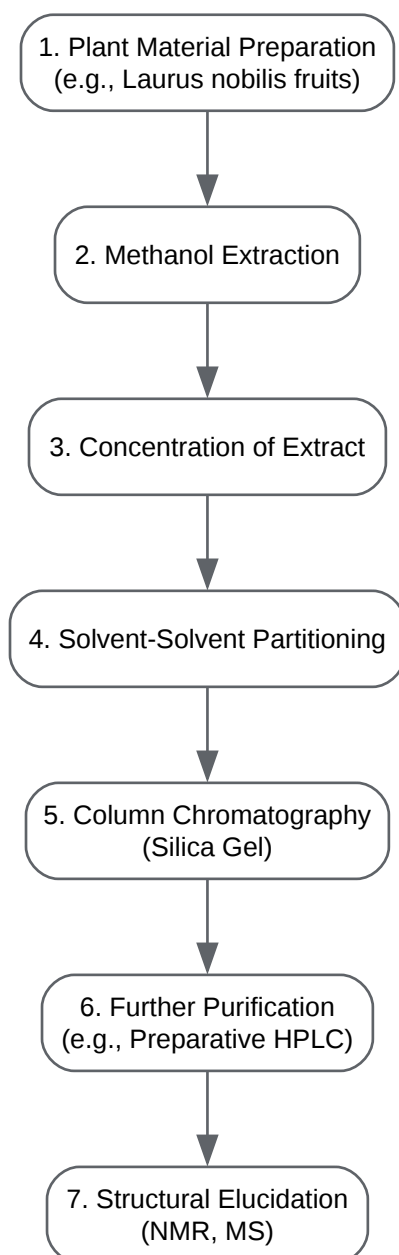 1. Plant Material Preparation
(e.g., Laurus nobilis fruits)
2. Methanol Extraction
3. Concentration of Extract
4. Solvent-Solvent Partitioning
5. Column Chromatography
(Silica Gel)
6. Further Purification
(e.g., Preparative HPLC)
7. Structural Elucidation
(NMR, MS)